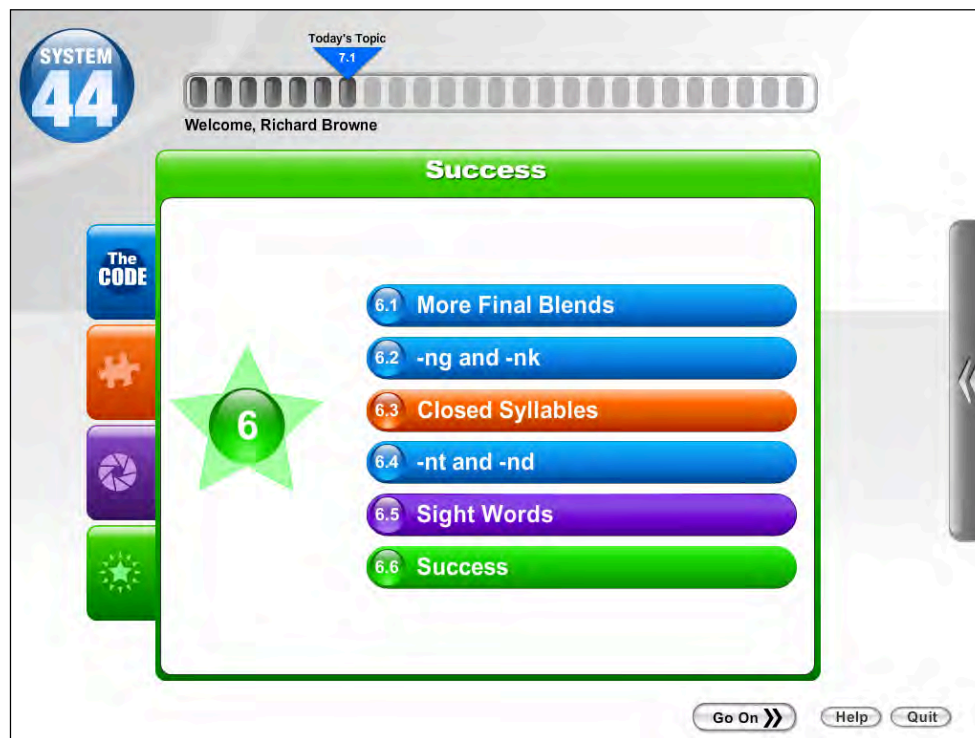 Today's Topic
7.1
SYSTEM
44
Welcome, Richard Browne
Success
The
CODE
6
6.1 More Final Blends
6.2 -ng and -nk
6.3 Closed Syllables
6.4 -nt and -nd
6.5 Sight Words
6.6 Success
Go On
Help
Quit